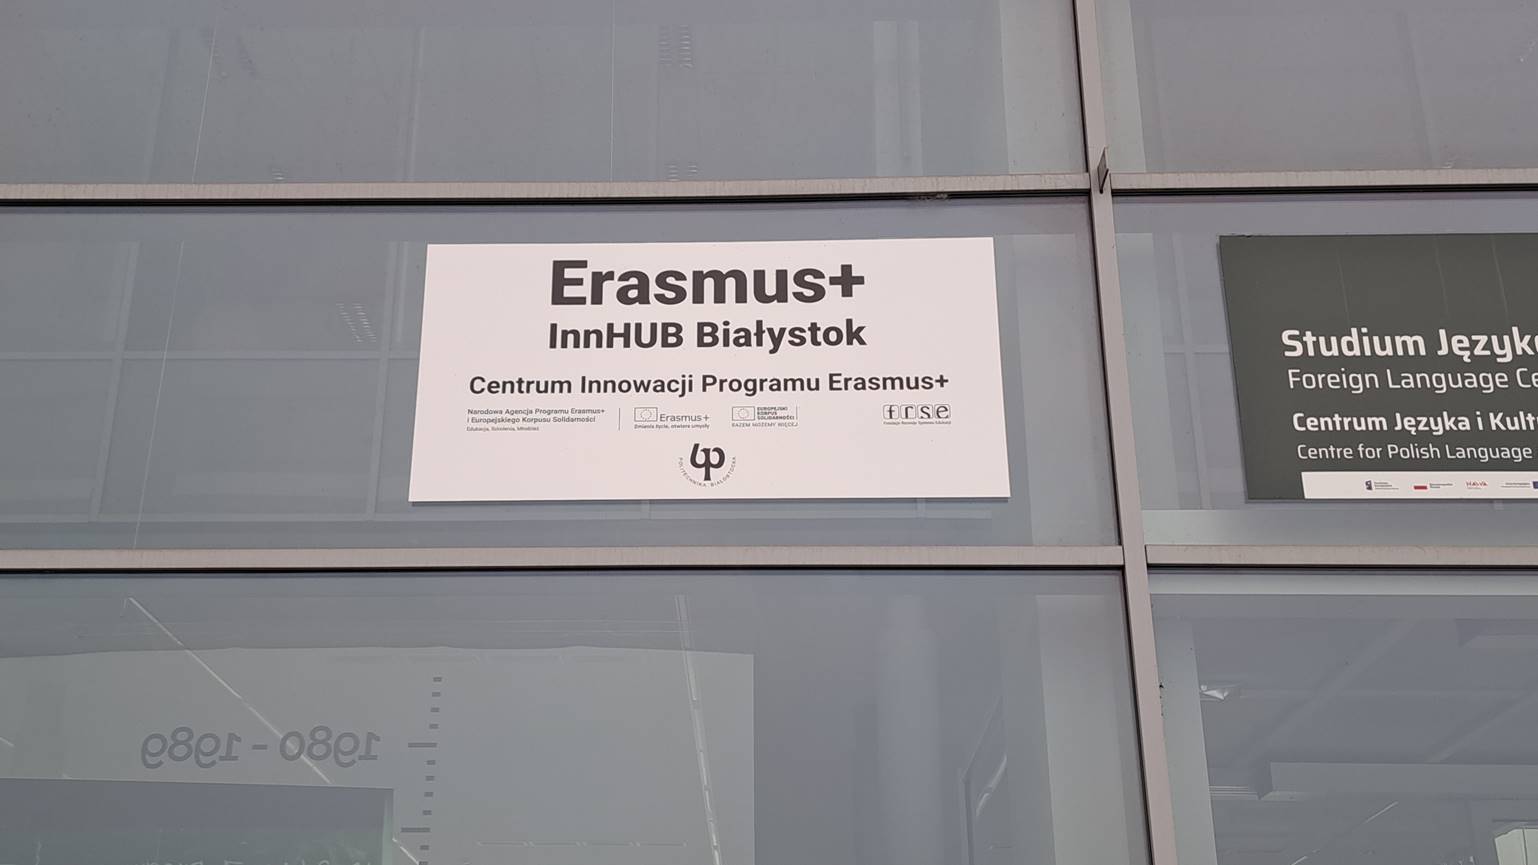 Erasmus+
InnHUB Białystok
Centrum Innowacji Programu Erasmus+
Narodowa Agencja Programu Erasmus+
i Europejskiego Korpusu Solidarności
Edukacja, Szkolenia, Młodzież
Erasmus+
Zmienia życie, otwiera umysły
EUROPEJSKI
KORPUS
SOLIDARNOŚCI
RAZEM MOŻEMY WIĘCEJ
frse
Fundacja Rozwoju Systemu Edukacji
POLITECHNIKA BIAŁOSTOCKA
Studium Język
Foreign Language Ce
Centrum Języka i Kult
Centre for Polish Language
1980 - 1989